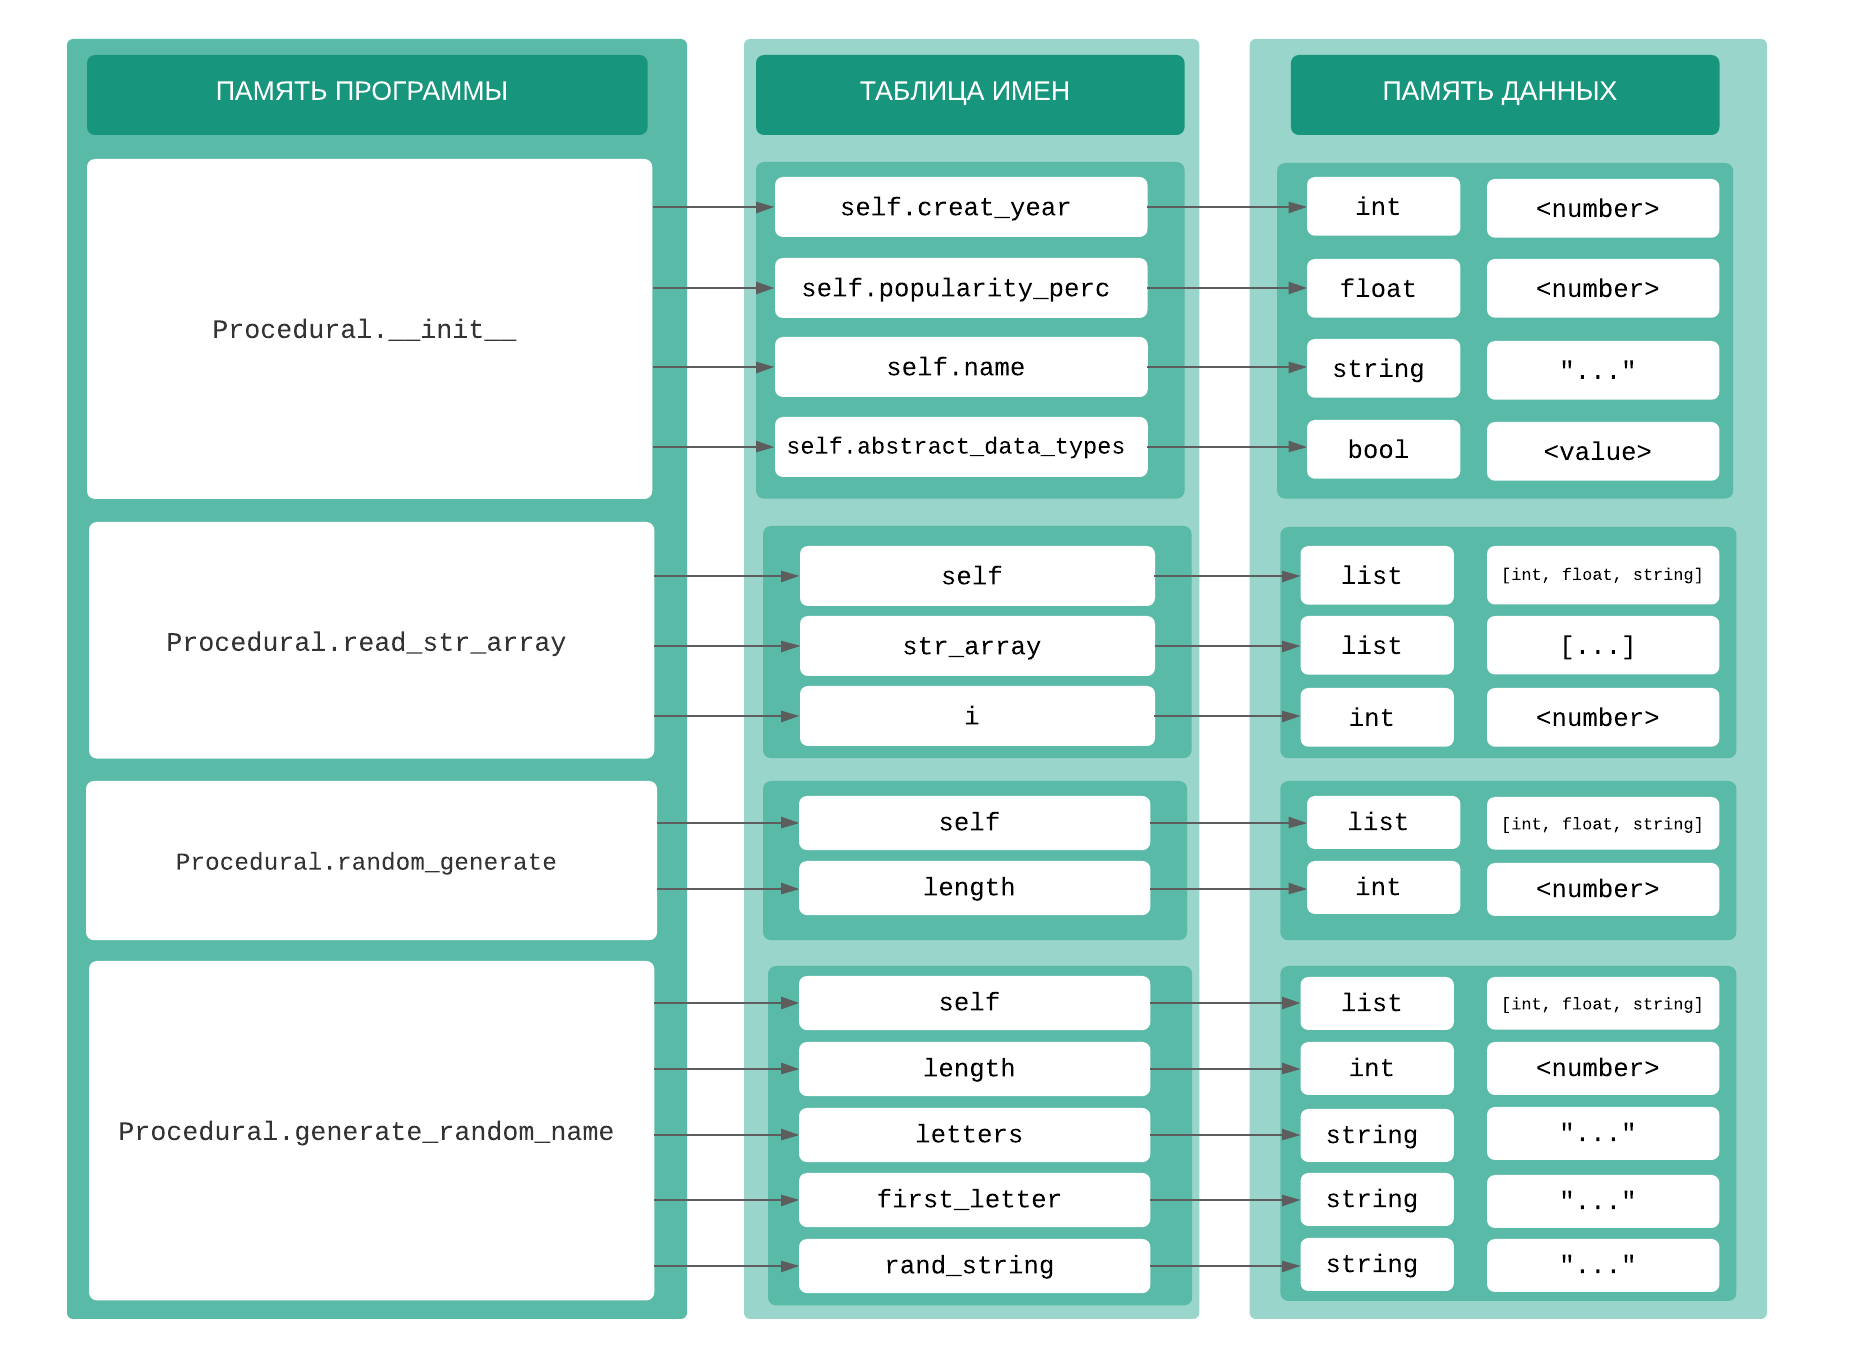 ПАМЯТЬ ПРОГРАММЫ
ТАБЛИЦА ИМЕН
ПАМЯТЬ ДАННЫХ
Procedural.__init__
self.creat_year
int
<number>
self.popularity_perc
float
<number>
self.name
string
"..."
self.abstract_data_types
bool
<value>
Procedural.read_str_array
self
list
[int, float, string]
str_array
list
[...]
i
int
<number>
Procedural.random_generate
self
list
[int, float, string]
length
int
<number>
Procedural.generate_random_name
self
list
[int, float, string]
length
int
<number>
letters
string
"..."
first_letter
string
"..."
rand_string
string
"..."